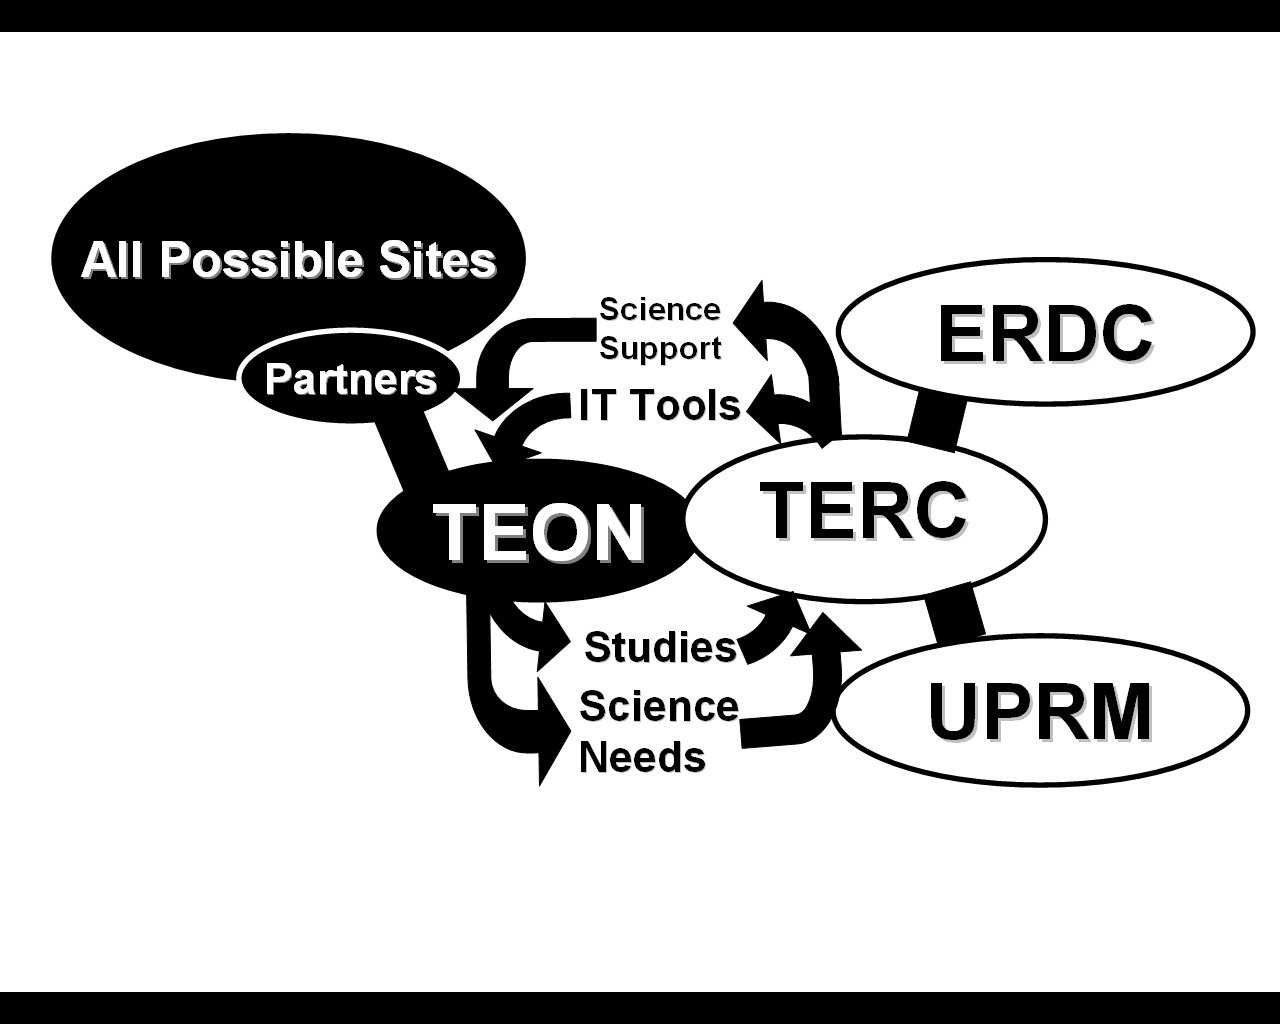 All Possible Sites
Partners
Science
Support
IT Tools
ERDC
TEON
TERC
Studies
Science
Needs
UPRM